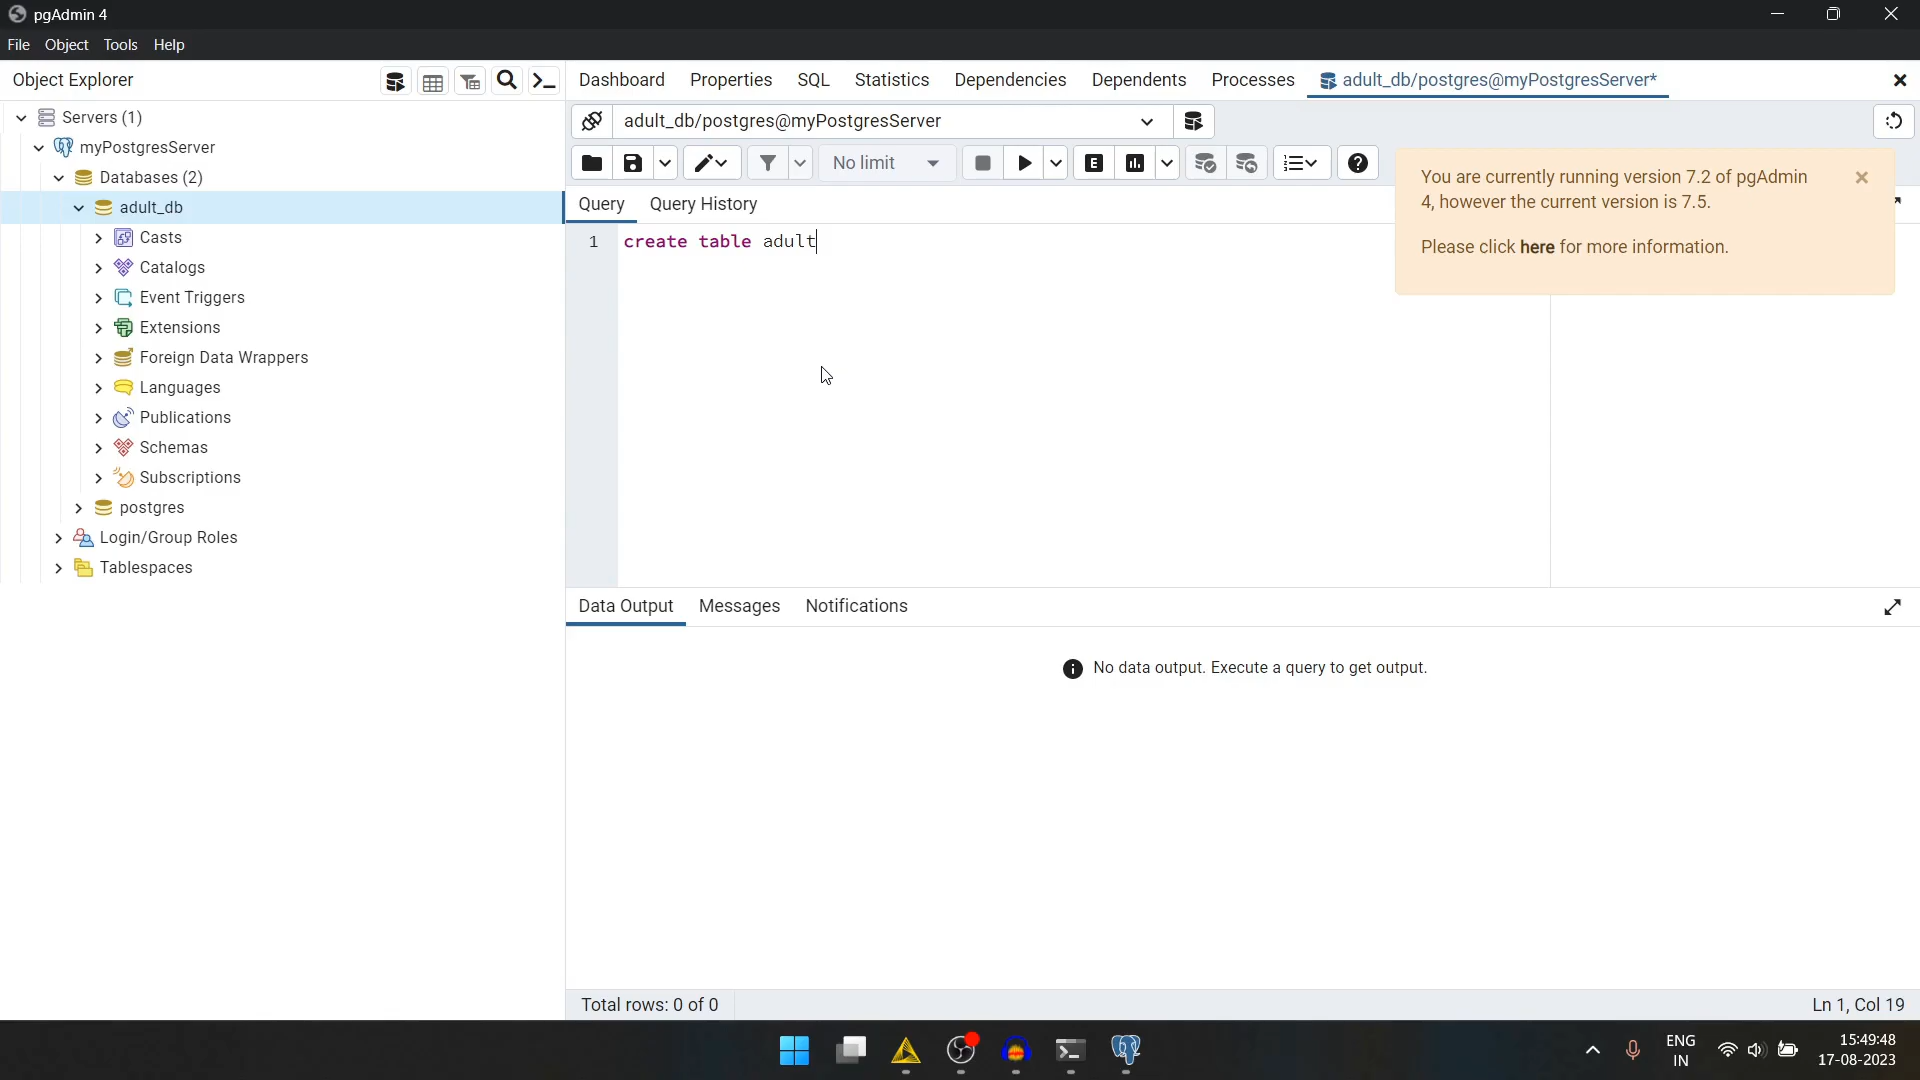 pgAdmin 4
File Object Tools Help
Object Explorer
Dashboard Properties SQL Statistics Dependencies Dependents Processes adult_db/postgres@myPostgresServer*
Servers (1)
myPostgresServer
Databases (2)
adult_db
Casts
Catalogs
Event Triggers
Extensions
Foreign Data Wrappers
Languages
Publications
Schemas
Subscriptions
postgres
Login/Group Roles
Tablespaces
adult_db/postgres@myPostgresServer
No limit
E
Query Query History
1 create table adult
You are currently running version 7.2 of pgAdmin
4, however the current version is 7.5.
Please click here for more information.
Data Output Messages Notifications
No data output. Execute a query to get output.
Total rows: 0 of 0
Ln 1, Col 19
ENG
IN
15:49:48
17-08-2023